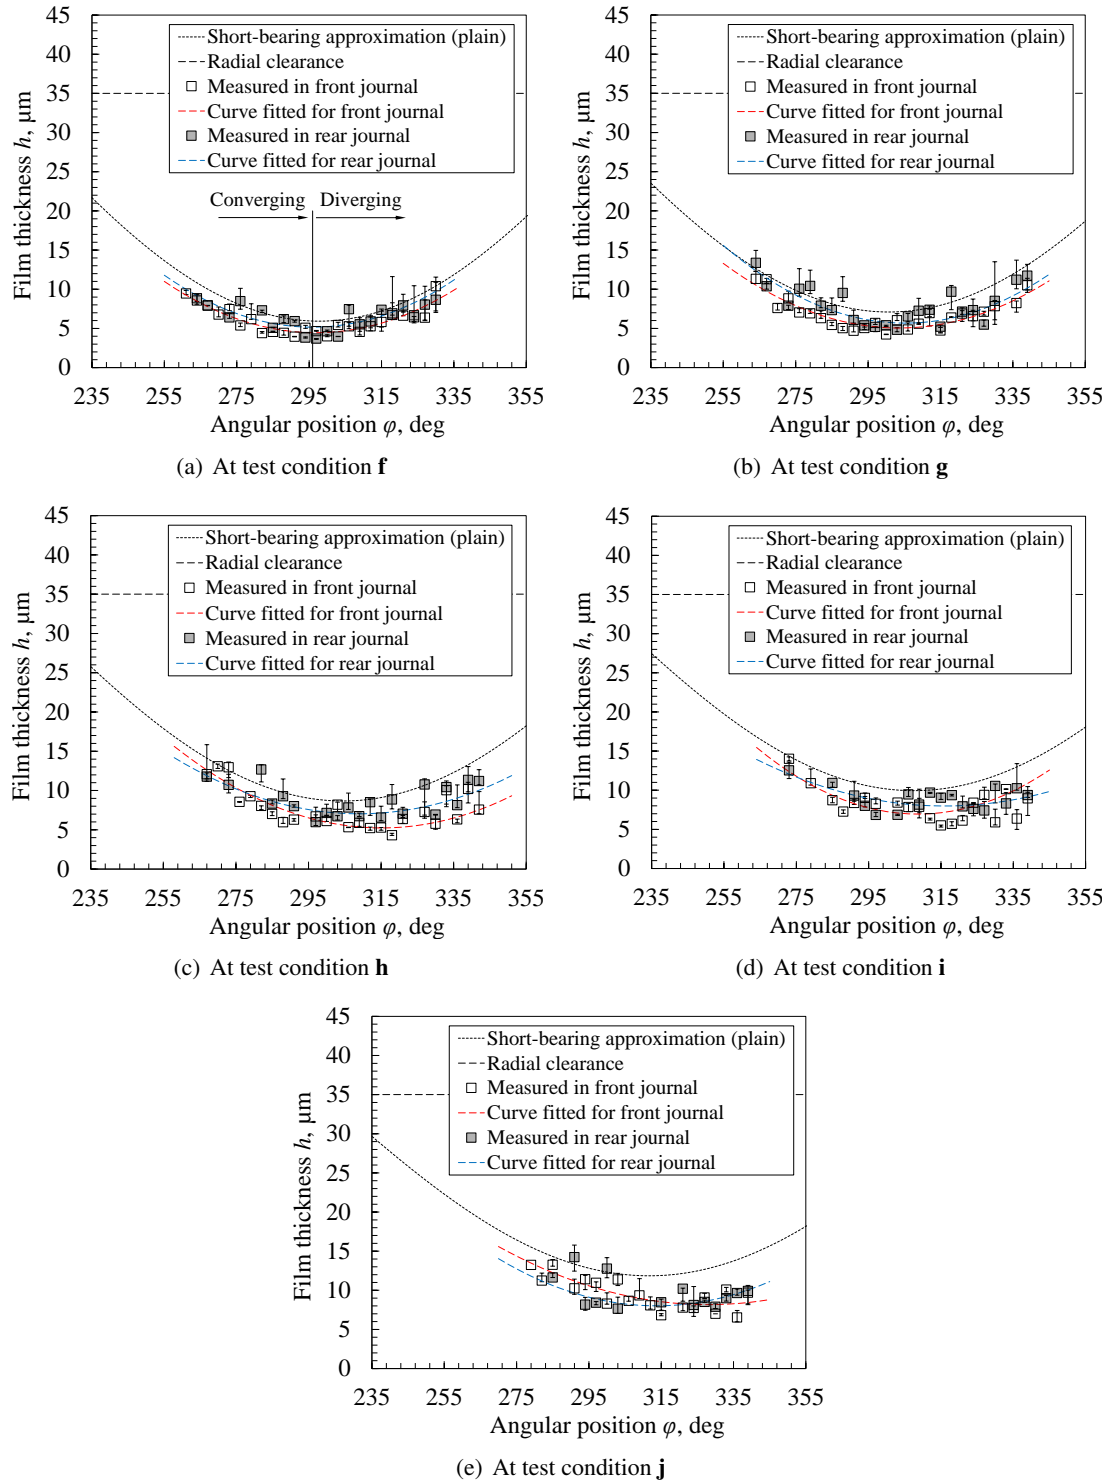 45
40
35
30
25
20
15
10
5
0
Film thickness h, μm
Short-bearing approximation (plain)
Radial clearance
Measured in front journal
Curve fitted for front journal
Measured in rear journal
Curve fitted for rear journal
Converging Diverging
235 255 275 295 315 335 355
Angular position φ, deg
(a) At test condition f
45
40
35
30
25
20
15
10
5
0
Film thickness h, μm
Short-bearing approximation (plain)
Radial clearance
Measured in front journal
Curve fitted for front journal
Measured in rear journal
Curve fitted for rear journal
235 255 275 295 315 335 355
Angular position φ, deg
(b) At test condition g
45
40
35
30
25
20
15
10
5
0
Film thickness h, μm
Short-bearing approximation (plain)
Radial clearance
Measured in front journal
Curve fitted for front journal
Measured in rear journal
Curve fitted for rear journal
235 255 275 295 315 335 355
Angular position φ, deg
(c) At test condition h
45
40
35
30
25
20
15
10
5
0
Film thickness h, μm
Short-bearing approximation (plain)
Radial clearance
Measured in front journal
Curve fitted for front journal
Measured in rear journal
Curve fitted for rear journal
235 255 275 295 315 335 355
Angular position φ, deg
(d) At test condition i
45
40
35
30
25
20
15
10
5
0
Film thickness h, μm
Short-bearing approximation (plain)
Radial clearance
Measured in front journal
Curve fitted for front journal
Measured in rear journal
Curve fitted for rear journal
235 255 275 295 315 335 355
Angular position φ, deg
(e) At test condition j